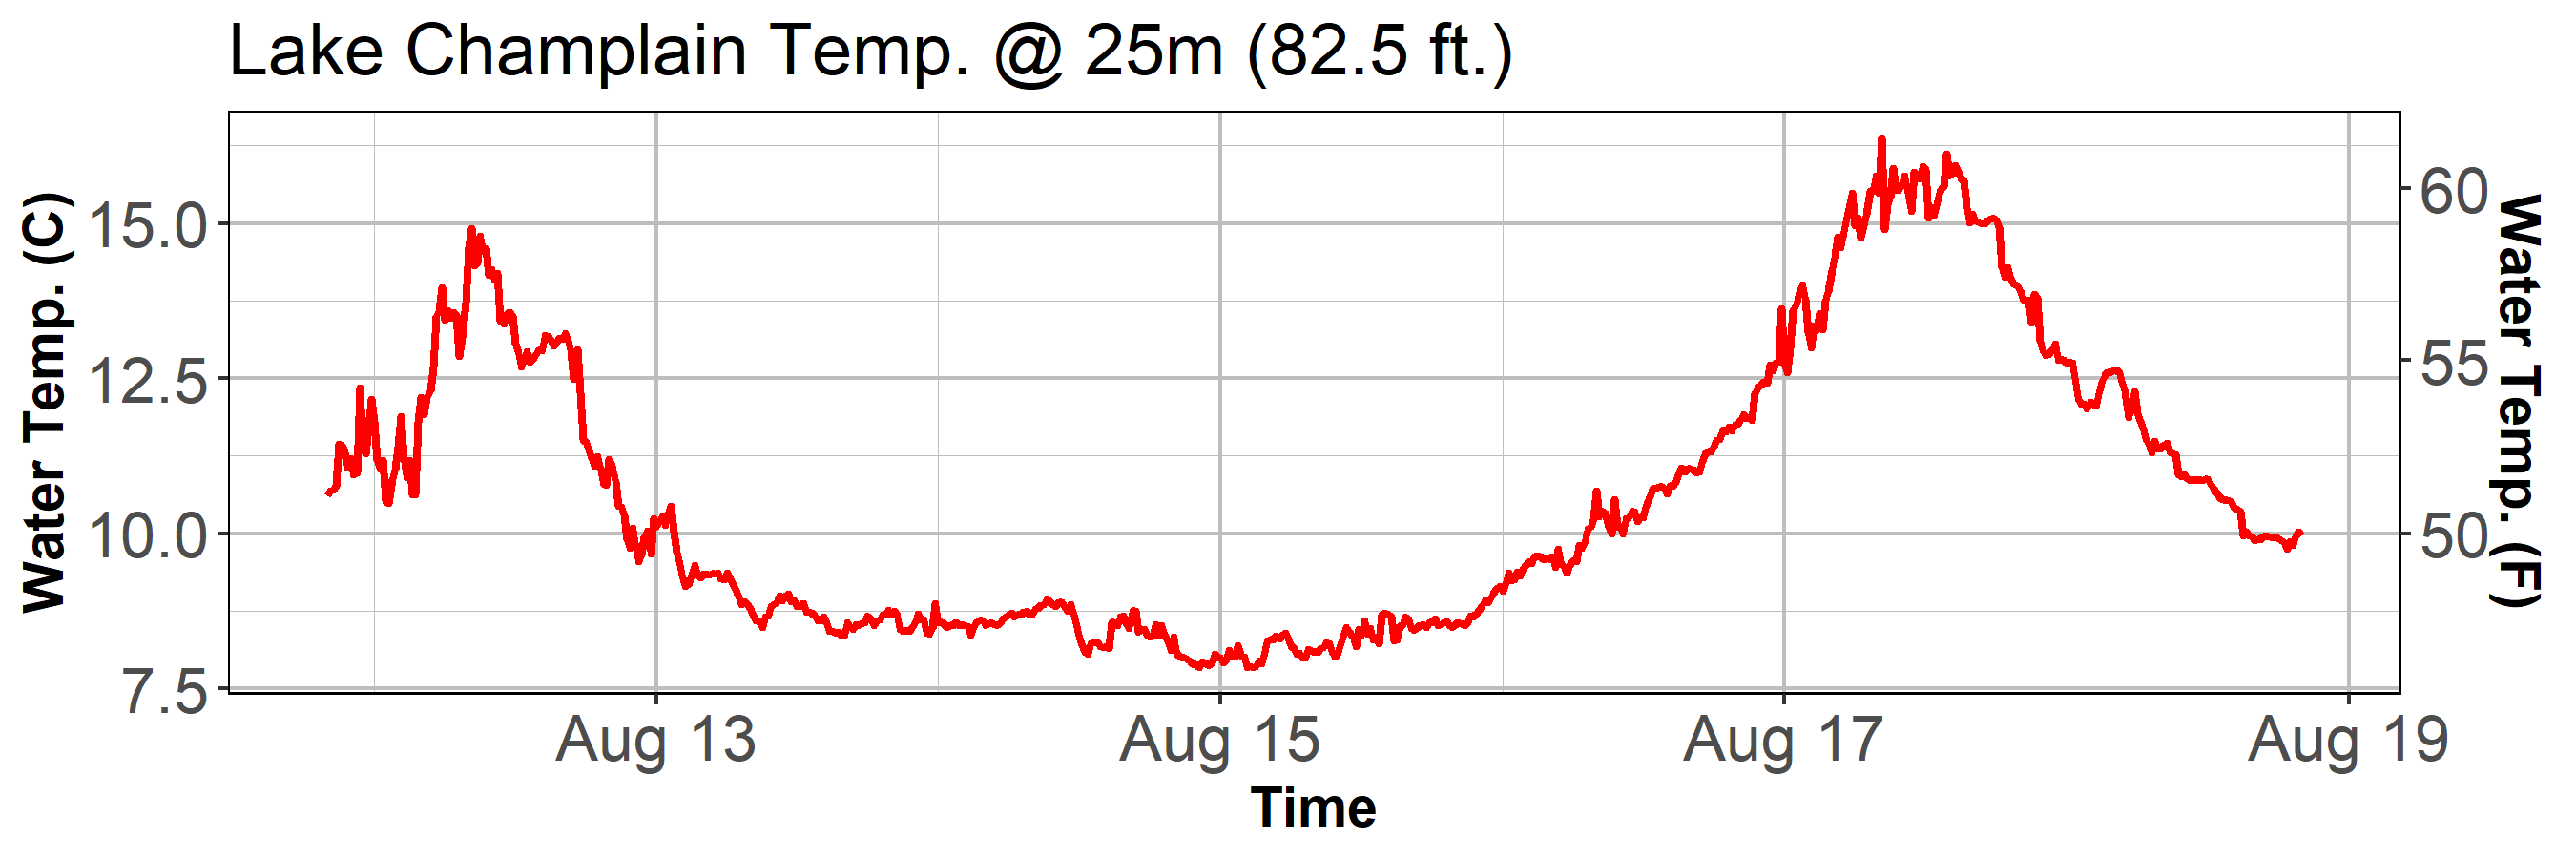 Lake Champlain Temp. @ 25m (82.5 ft.)
Water Temp. (C)
15.0
12.5
10.0
7.5
60
55
50
Water Temp. (F)
Aug 13
Aug 15
Aug 17
Aug 19
Time